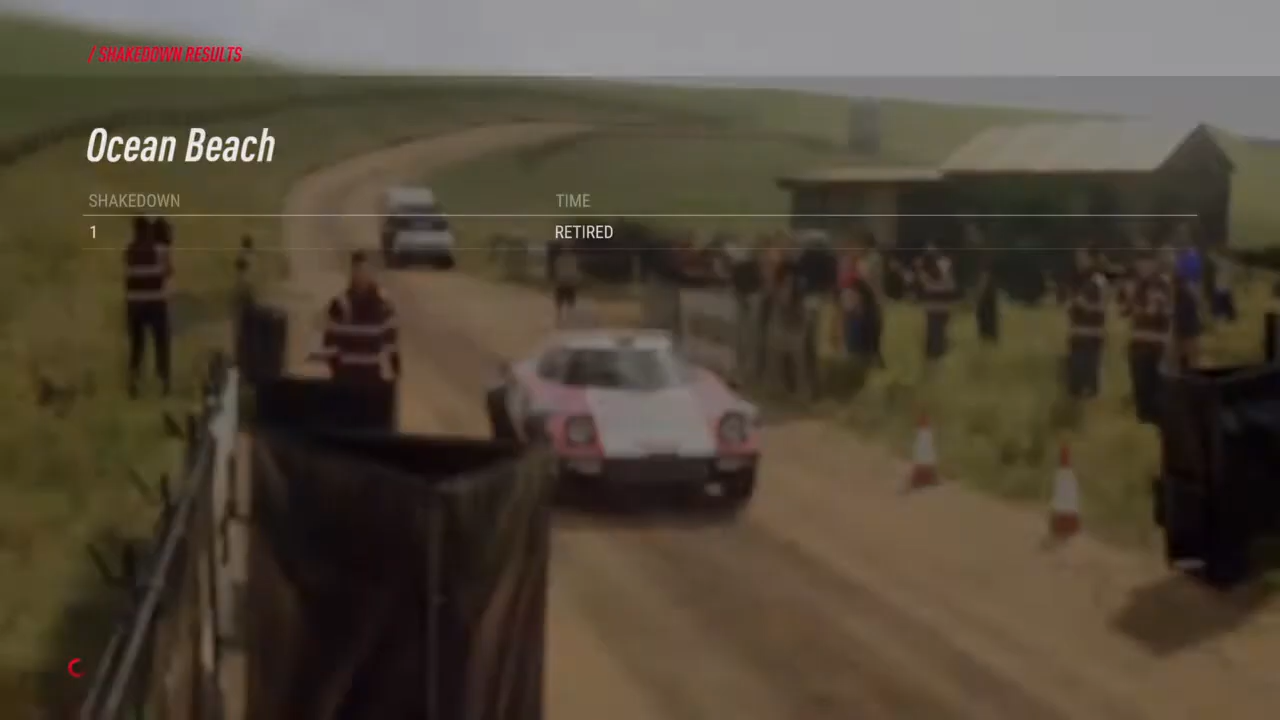 / SHAKEDOWN RESULTS
Ocean Beach
SHAKEDOWN TIME
1 RETIRED